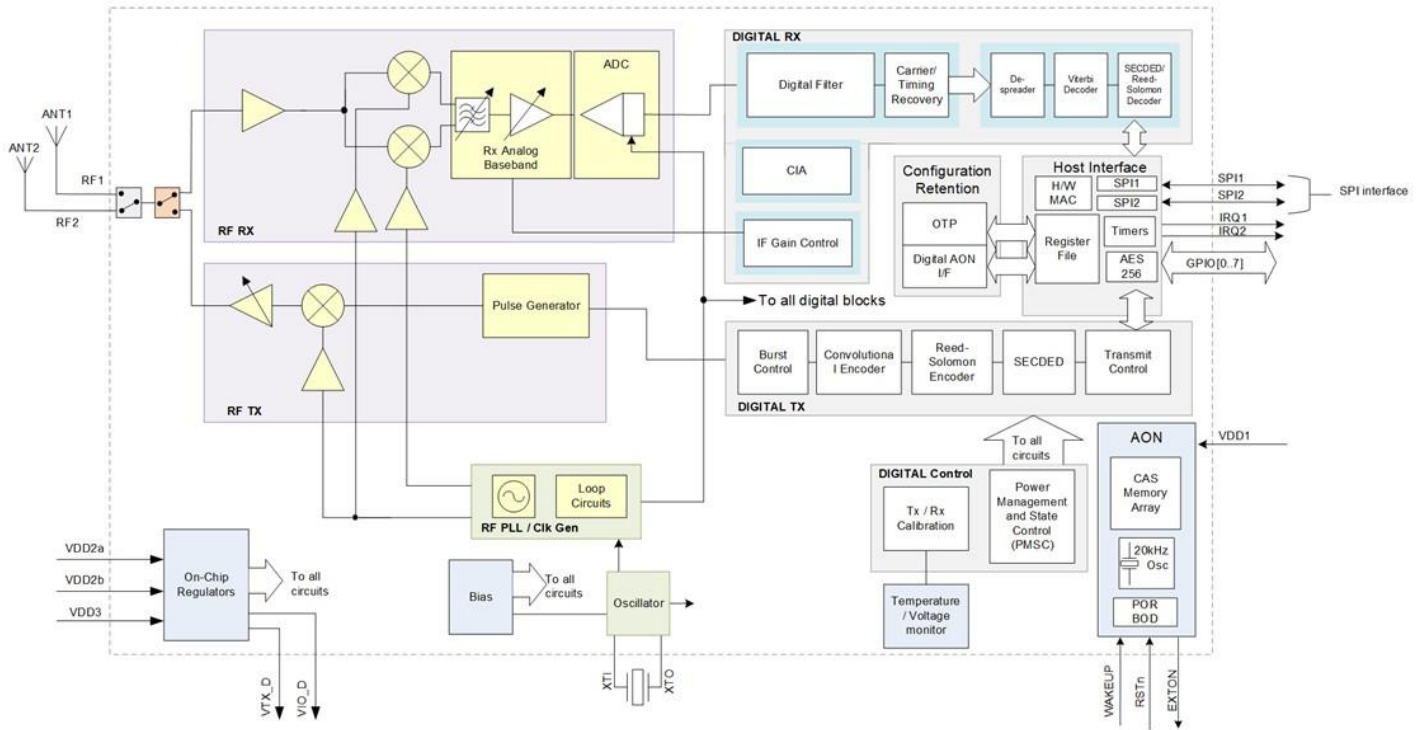 DIGITAL RX
ADC
Digital Filter
Carrier/
Timing
Recovery
De-
spreader
Viterbi
Decoder
SECDED/
Reed-
Solomon
Decoder
ANT1
ANT2
Rx Analog
Baseband
RF1
RF2
RF RX
CIA
IF Gain Control
Configuration
Retention
OTP
Digital AON
I/F
Host Interface
H/W
MAC
SPI1
SPI2
Register
File
Timers
AES
256
SPI1
SPI2
SPI interface
IRQ1
IRQ2
GPIO[0..7]
To all digital blocks
Pulse Generator
RF TX
Burst
Control
Convolutiona
l Encoder
Reed-
Solomon
Encoder
SECDED
Transmit
Control
DIGITAL TX
To all
circuits
DIGITAL Control
Tx / Rx
Calibration
Power
Management
and State
Control
(PMSC)
Temperature
/ Voltage
monitor
AON
VDD1
CAS
Memory
Array
20kHz
Osc
POR
BOD
WAKEUP
RSTn
EXTON
Loop
Circuits
RF PLL / Clk Gen
VDD2a
VDD2b
VDD3
On-Chip
Regulators
To all
circuits
VTX_D
VIO_D
Bias
To all
circuits
Oscillator
XTI
XTO